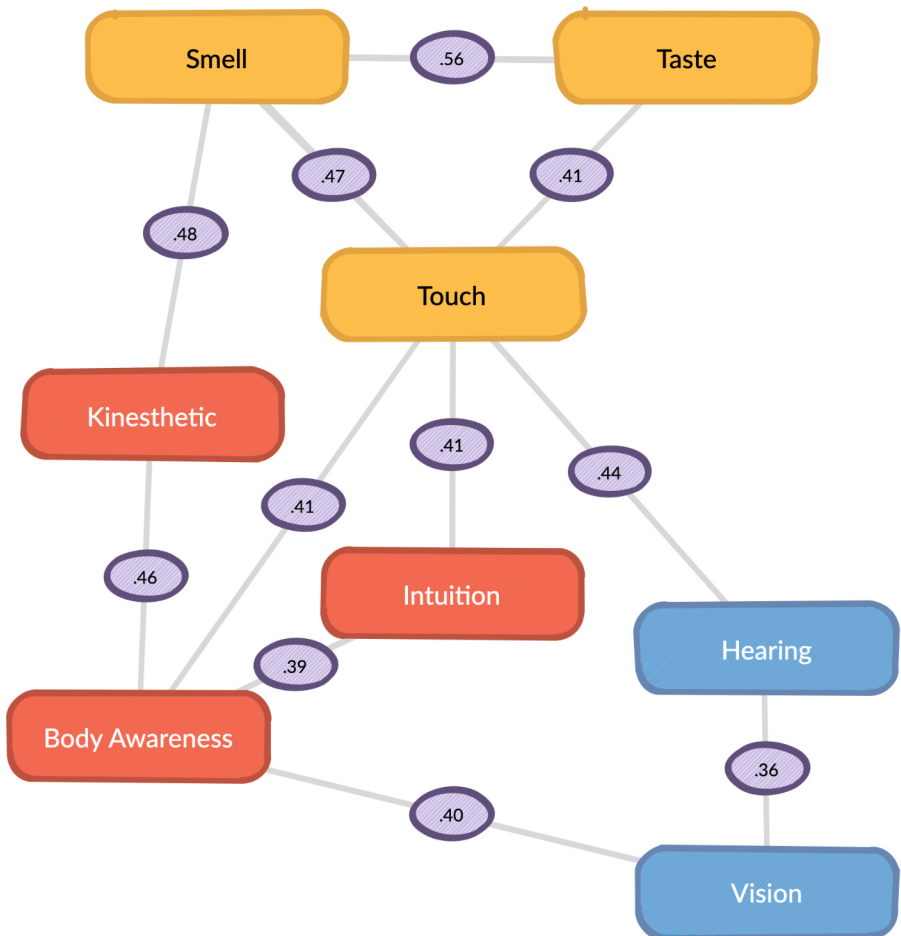 Smell
.56
Taste
.47
.41
.48
Touch
Kinesthetic
.41
.44
.41
.46
Intuition
Hearing
.39
Body Awareness
.36
.40
Vision